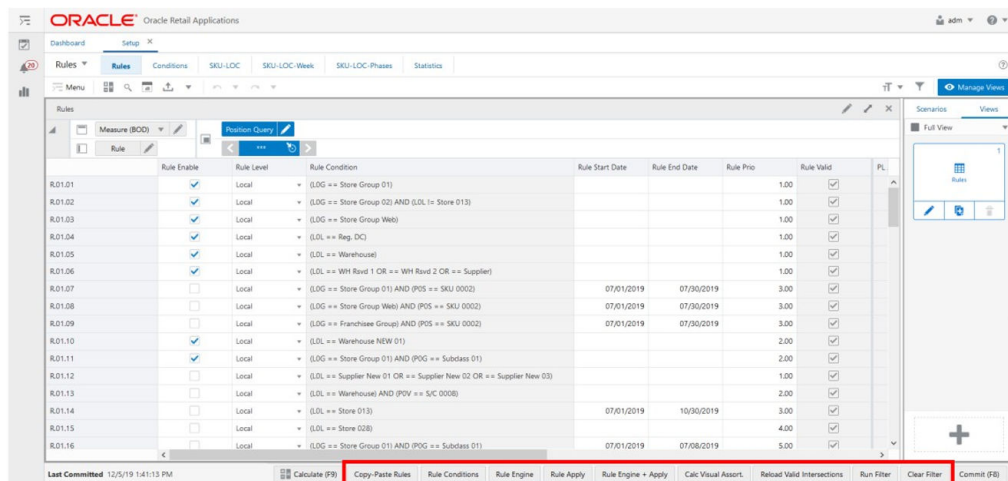 ORACLE® Oracle Retail Applications adm
Dashboard Setup ×
20
Rules Rules Conditions SKU-LOC SKU-LOC-Week SKU-LOC-Phases Statistics
Menu Manage Views
Rules Scenarios Views
Measure (BOD) Position Query Full View
Rule ...
Rule Enable Rule Level Rule Condition Rule Start Date Rule End Date Rule Prio Rule Valid PL
1
Rules
R.01.01 Local (L0G == Store Group 01) 1.00
R.01.02 Local (L0G == Store Group 02) AND (L0L != Store 013) 1.00
R.01.03 Local (L0G == Store Group Web) 1.00
R.01.04 Local (L0L == Reg. DC) 1.00
R.01.05 Local (L0L == Warehouse) 1.00
R.01.06 Local (L0L == WH Rsvd 1 OR == WH Rsvd 2 OR == Supplier) 1.00
R.01.07 Local (L0G == Store Group 01) AND (P0S == SKU 0002) 07/01/2019 07/30/2019 3.00
R.01.08 Local (L0G == Store Group Web) AND (P0S == SKU 0002) 07/01/2019 07/30/2019 3.00
R.01.09 Local (L0G == Franchisee Group) AND (P0S == SKU 0002) 07/01/2019 07/30/2019 3.00
R.01.10 Local (L0L == Warehouse NEW 01) 2.00
R.01.11 Local (L0G == Store Group 01) AND (P0G == Subclass 01) 2.00
R.01.12 Local (L0L == Supplier New 01 OR == Supplier New 02 OR == Supplier New 03) 1.00
R.01.13 Local (L0L == Warehouse) AND (P0V == S/C 0008) 2.00
R.01.14 Local (L0L == Store 013) 07/01/2019 10/30/2019 3.00
R.01.15 Local (L0L == Store 028) 4.00
R.01.16 Local (L0G == Store Group 01) AND (P0G == Subclass 01) 07/01/2019 07/08/2019 5.00
Last Committed 12/5/19 1:41:13 PM Calculate (F9) Copy-Paste Rules Rule Conditions Rule Engine Rule Apply Rule Engine + Apply Calc Visual Assort. Reload Valid Intersections Run Filter Clear Filter Commit (F8)